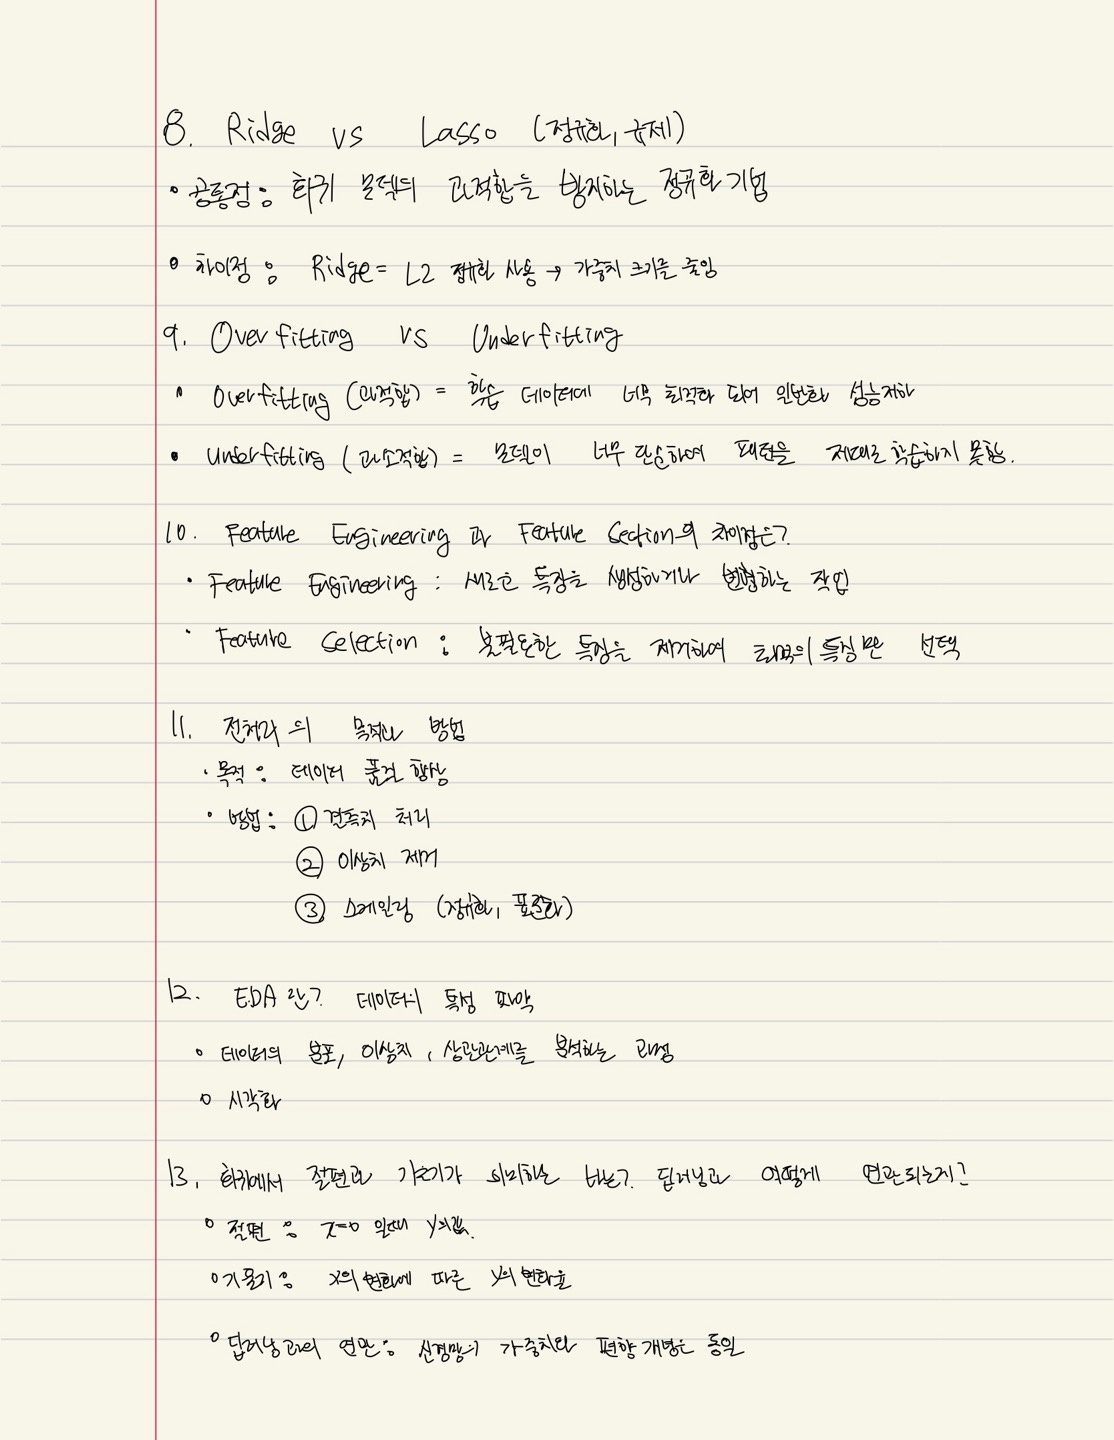 8. Ridge vs Lasso (정규화, 규제)
• 공통점 : 회귀 모델의 과적합을 방지하는 정규화 기법
• 차이점 : Ridge = L2 정규화 사용 → 가중치 크기를 줄임
9. Overfitting vs Underfitting
• Overfitting (과적합) = 학습 데이터에 너무 최적화 되어 일반화 성능저하
• Underfitting (과소적합) = 모델이 너무 단순하여 패턴을 제대로 학습하지 못함.
10. Feature Engineering 과 Feature Section의 차이점은?
• Feature Engineering : 새로운 특징을 생성하거나 변형하는 작업
• Feature Selection : 불필요한 특징을 제거하여 최적의 특징만 선택
11. 전처리의 목적과 방법
• 목적 : 데이터 품질 향상
• 방법 : ① 결측치 처리
② 이상치 제거
③ 스케일링 (정규화, 표준화)
12. EDA란? 데이터의 특성 파악
• 데이터의 분포, 이상치, 상관관계를 분석하는 과정
• 시각화
13. 회귀에서 절편과 기울기가 의미하는 바는? 딥러닝과 어떻게 연관되는지?
• 절편 : x=0 일때 y의 값.
• 기울기 : x의 변화에 따른 y의 변화율
• 딥러닝과의 연관 : 신경망의 가중치와 편향 개념은 동일